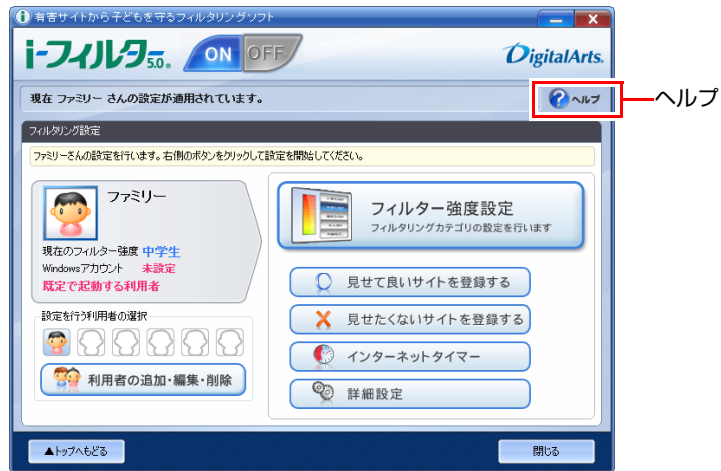 有害サイトから子どもを守るフィルタリングソフト
i-フィルター5.0。 ON OFF
DigitalArts.
現在 ファミリー さんの設定が適用されています。
ヘルプ
ヘルプ
フィルタリング設定
ファミリーさんの設定を行います。右側のボタンをクリックして設定を開始してください。
ファミリー
現在のフィルター強度 中学生
Windowsアカウント 未設定
既定で起動する利用者
設定を行う利用者の選択
利用者の追加・編集・削除
フィルター強度設定
フィルタリングカテゴリの設定を行います
見せて良いサイトを登録する
見せたくないサイトを登録する
インターネットタイマー
詳細設定
▲トップへもどる
閉じる